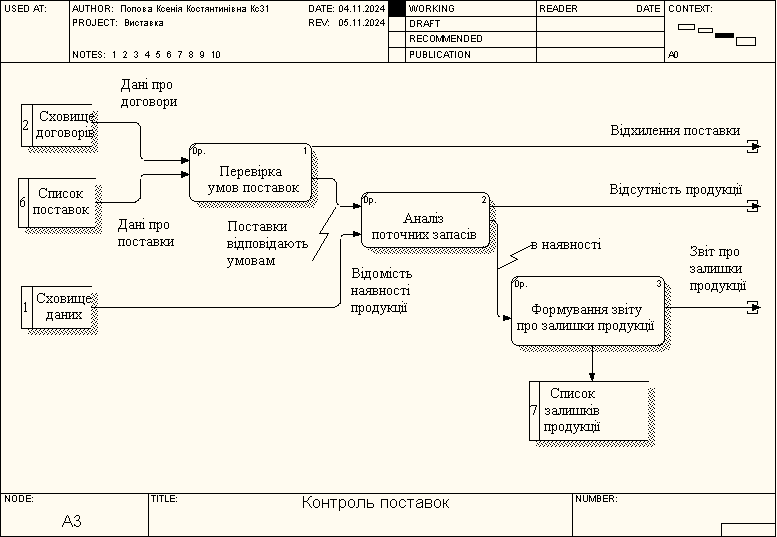 USED AT:
AUTHOR: Попова Ксенія Костянтинівна Кс31
DATE: 04.11.2024
PROJECT: Виставка
REV: 05.11.2024
NOTES: 1 2 3 4 5 6 7 8 9 10
WORKING
DRAFT
RECOMMENDED
PUBLICATION
READER
DATE
CONTEXT:
A0
Дані про
договори
2
Сховище
договорів
0р.
1
Перевірка
умов поставок
Відхилення поставки
6
Список
поставок
Дані про
поставки
Поставки
відповідають
умовам
0р.
2
Аналіз
поточних запасів
Відсутність продукції
в наявності
Відомість
наявності
продукції
1
Сховище
даних
0р.
3
Формування звіту
про залишки продукції
Звіт про
залишки
продукції
7
Список
залишків
продукції
NODE:
A3
TITLE:
Контроль поставок
NUMBER: